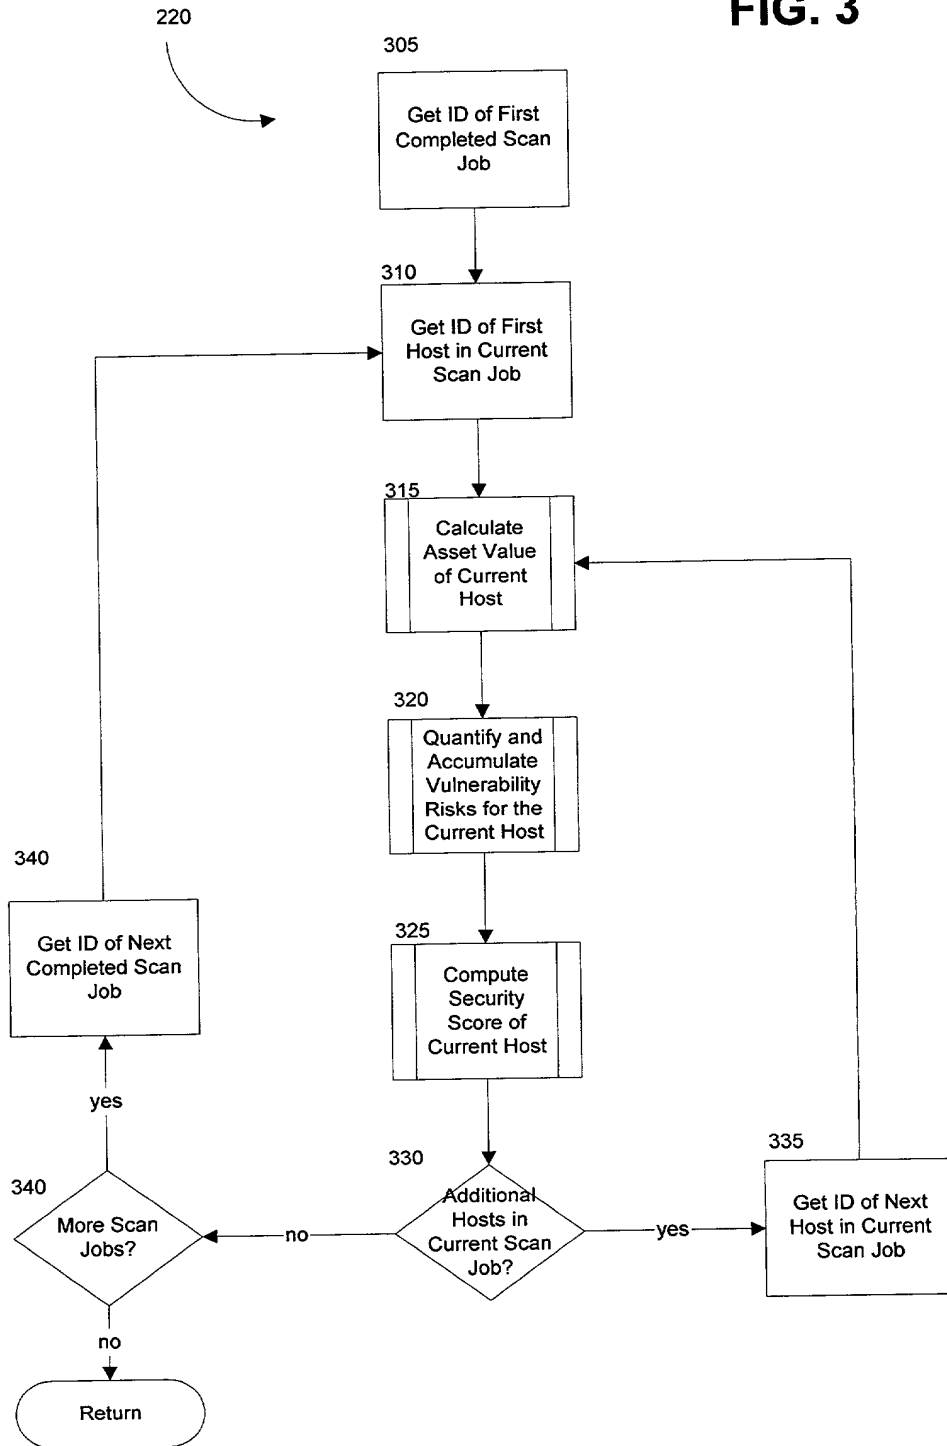 FIG. 3
220
305
Get ID of First
Completed Scan
Job
310
Get ID of First
Host in Current
Scan Job
315
Calculate
Asset Value
of Current
Host
320
Quantify and
Accumulate
Vulnerability
Risks for the
Current Host
340
Get ID of Next
Completed Scan
Job
325
Compute
Security
Score of
Current Host
yes
330
Additional
Hosts in
Current Scan
Job?
335
Get ID of Next
Host in Current
Scan Job
340
More Scan
Jobs?
no
yes
no
Return